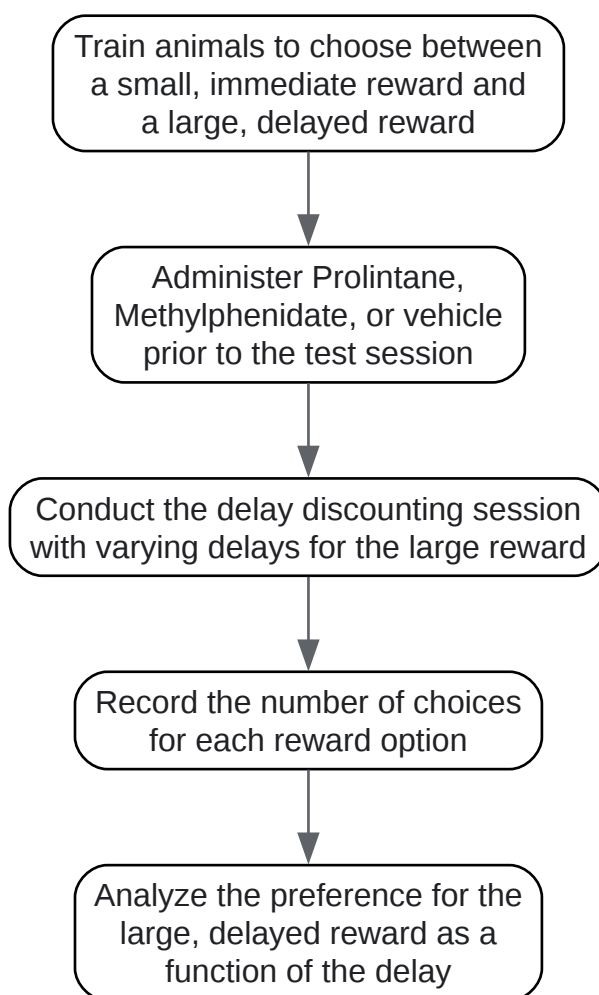 Train animals to choose between
a small, immediate reward and
a large, delayed reward
Administer Prolintane,
Methylphenidate, or vehicle
prior to the test session
Conduct the delay discounting session
with varying delays for the large reward
Record the number of choices
for each reward option
Analyze the preference for the
large, delayed reward as a
function of the delay